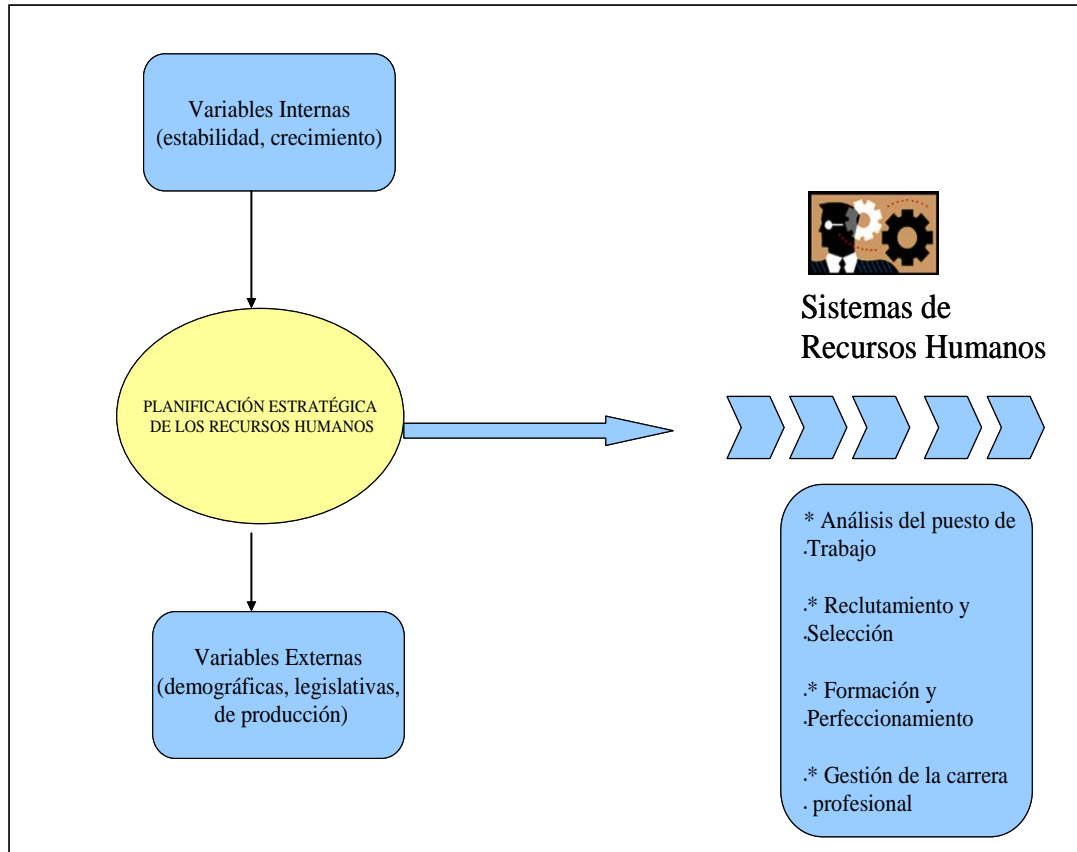 Variables Internas
(estabilidad, crecimiento)
PLANIFICACIÓN ESTRATÉGICA
DE LOS RECURSOS HUMANOS
Variables Externas
(demográficas, legislativas,
de producción)
Sistemas de
Recursos Humanos
* Análisis del puesto de
.Trabajo
.* Reclutamiento y
.Selección
.* Formación y
.Perfeccionamiento
.* Gestión de la carrera
. profesional